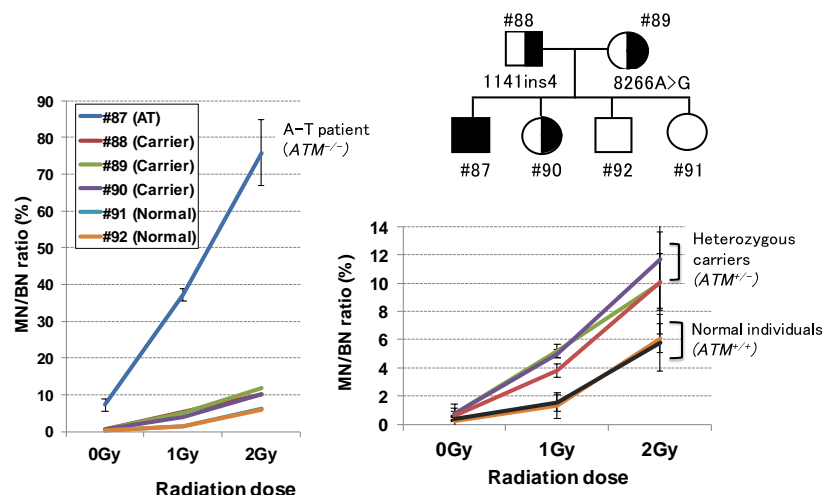 #88
#89
1141ins4
8266A>G
#87
#90
#92
#91
MN/BN ratio (%)
90
80
70
60
50
40
30
20
10
0
#87 (AT)
#88 (Carrier)
#89 (Carrier)
#90 (Carrier)
#91 (Normal)
#92 (Normal)
A-T patient
(ATM-/-)
0Gy
1Gy
2Gy
Radiation dose
MN/BN ratio (%)
14
12
10
8
6
4
2
0
Heterozygous
carriers
(ATM+/-)
Normal individuals
(ATM+/+)
0Gy
1Gy
2Gy
Radiation dose